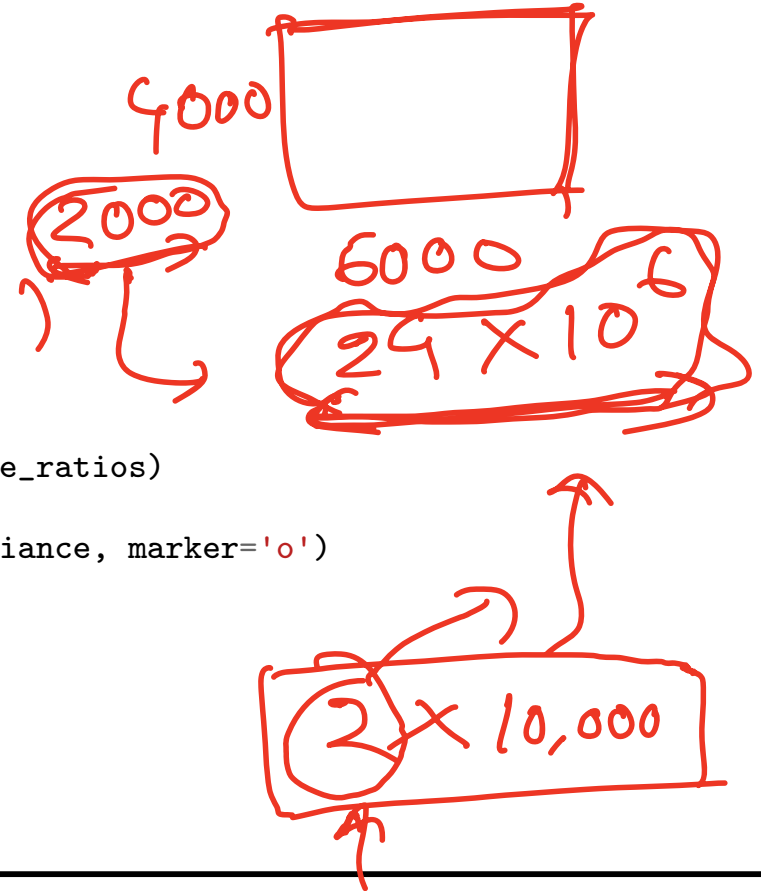 4000
2000
6000
24 × 10^6
e_ratios)
iance, marker='o')
2 × 10,000